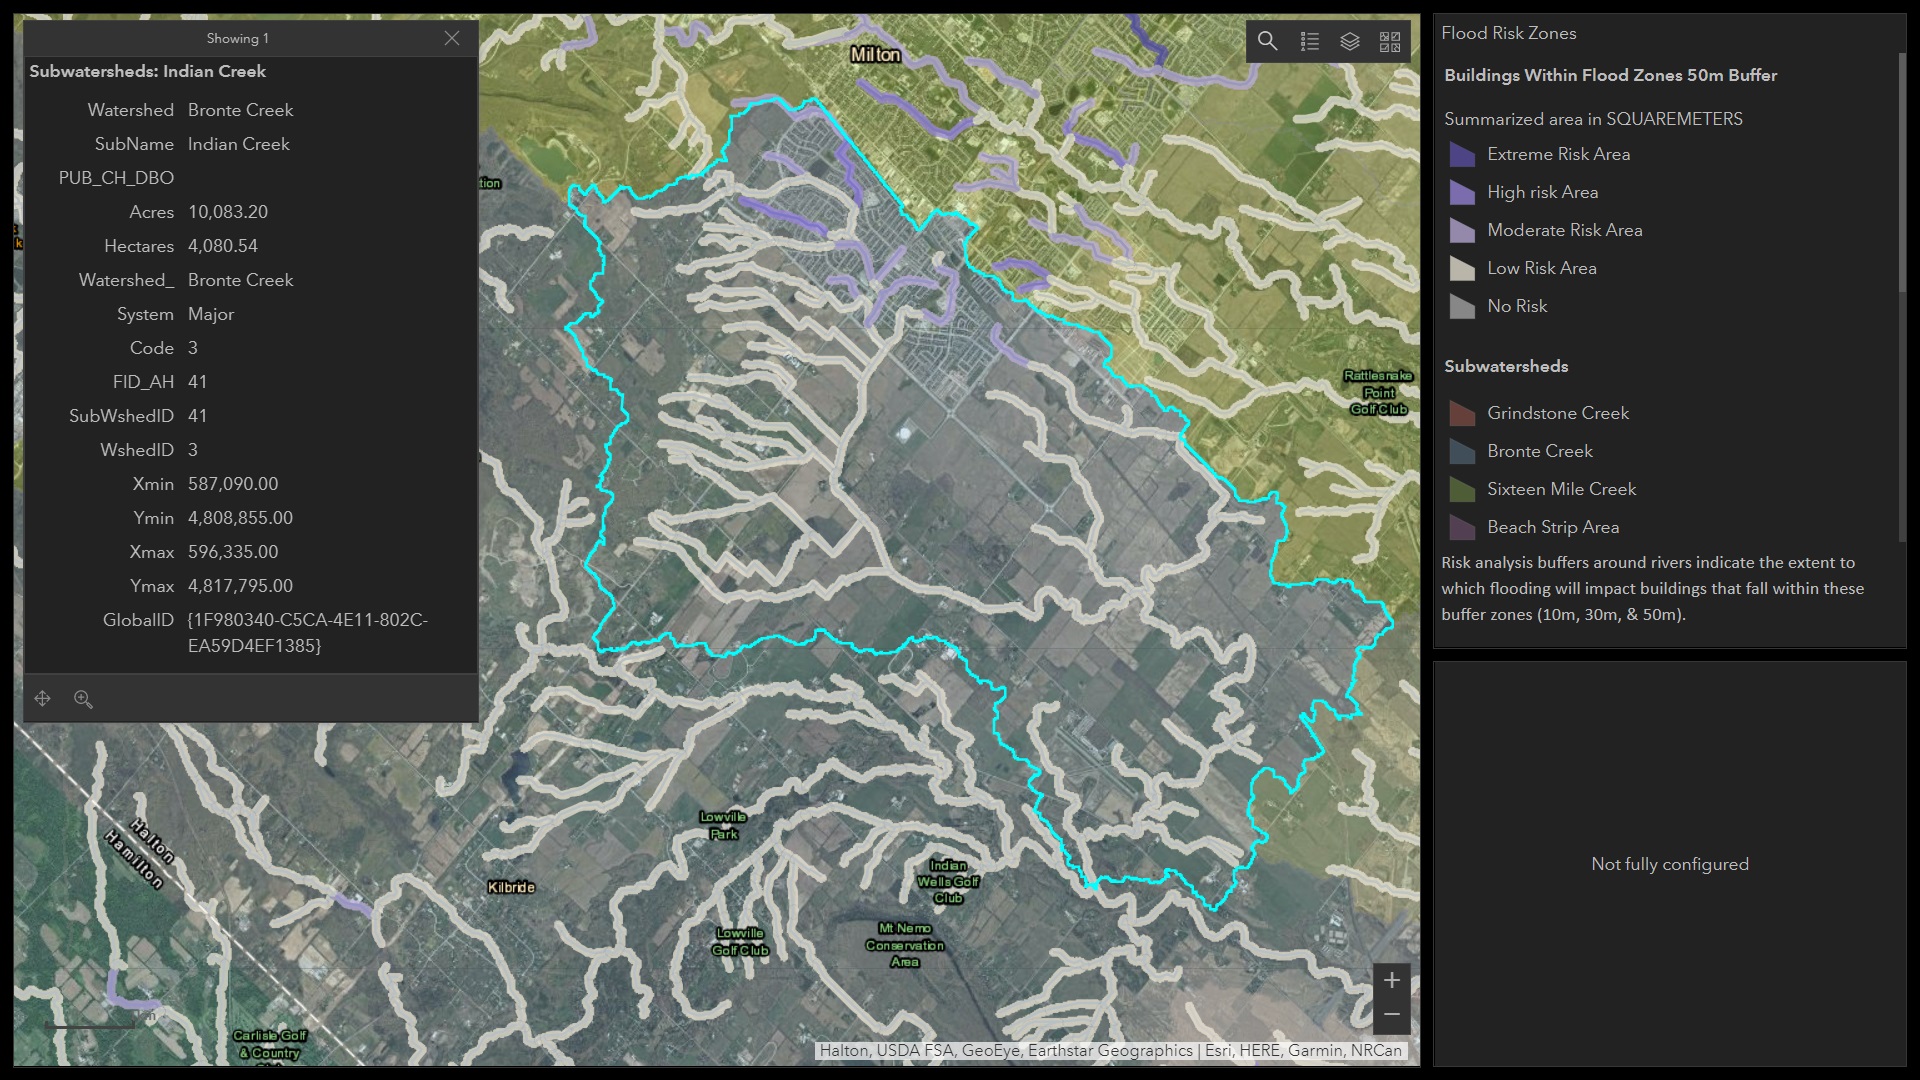 Showing 1
Subwatersheds: Indian Creek
Watershed Bronte Creek
SubName Indian Creek
PUB_CH_DBO
Acres 10,083.20
Hectares 4,080.54
Watershed_ Bronte Creek
System Major
Code 3
FID_AH 41
SubWshedID 41
WshedID 3
Xmin 587,090.00
Ymin 4,808,855.00
Xmax 596,335.00
Ymax 4,817,795.00
GlobalID {1F980340-C5CA-4E11-802C-
EA59D4EF1385}
Milton
tion
Rattlesnake
Point
Golf Club
Halton
Hamilton
Kilbride
Lowville
Park
Indian
Wells Golf
Club
Lowville
Golf Club
Mt Nemo
Conservation
Area
Carlisle Golf
& Country
+
−
Halton, USDA FSA, GeoEye, Earthstar Geographics | Esri, HERE, Garmin, NRCan
Flood Risk Zones
Buildings Within Flood Zones 50m Buffer
Summarized area in SQUAREMETERS
Extreme Risk Area
High risk Area
Moderate Risk Area
Low Risk Area
No Risk
Subwatersheds
Grindstone Creek
Bronte Creek
Sixteen Mile Creek
Beach Strip Area
Risk analysis buffers around rivers indicate the extent to
which flooding will impact buildings that fall within these
buffer zones (10m, 30m, & 50m).
Not fully configured